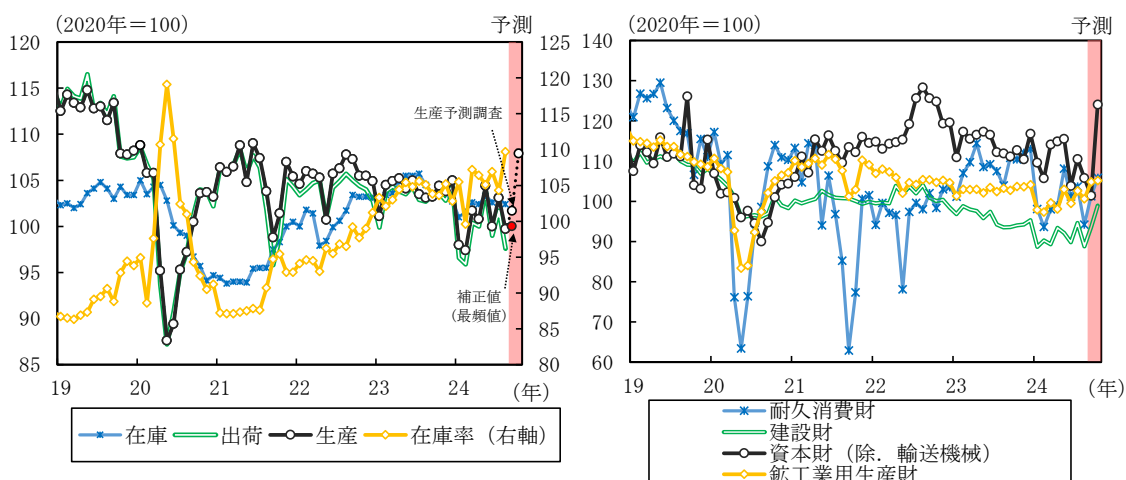 (2020年＝100)
予測
120
115
110
105
100
95
90
85
125
120
115
110
105
100
95
90
85
80
生産予測調査
補正値
(最頻値)
19 20 21 22 23 24 (年)
在庫 出荷 生産 在庫率（右軸）
(2020年＝100)
予測
140
130
120
110
100
90
80
70
60
19 20 21 22 23 24 (年)
耐久消費財
建設財
資本財（除．輸送機械）
鉱工業用生産財